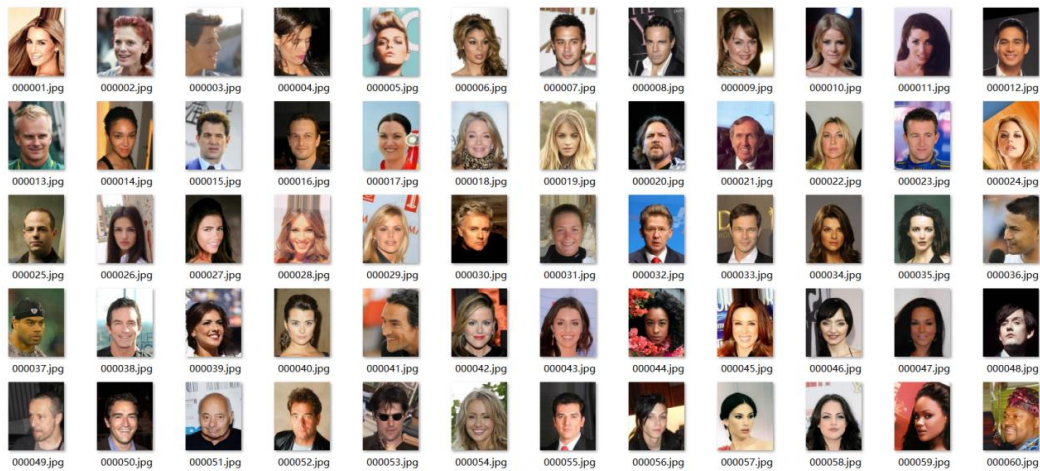 000001.jpg 000002.jpg 000003.jpg 000004.jpg 000005.jpg 000006.jpg 000007.jpg 000008.jpg 000009.jpg 000010.jpg 000011.jpg 000012.jpg
000013.jpg 000014.jpg 000015.jpg 000016.jpg 000017.jpg 000018.jpg 000019.jpg 000020.jpg 000021.jpg 000022.jpg 000023.jpg 000024.jpg
000025.jpg 000026.jpg 000027.jpg 000028.jpg 000029.jpg 000030.jpg 000031.jpg 000032.jpg 000033.jpg 000034.jpg 000035.jpg 000036.jpg
000037.jpg 000038.jpg 000039.jpg 000040.jpg 000041.jpg 000042.jpg 000043.jpg 000044.jpg 000045.jpg 000046.jpg 000047.jpg 000048.jpg
000049.jpg 000050.jpg 000051.jpg 000052.jpg 000053.jpg 000054.jpg 000055.jpg 000056.jpg 000057.jpg 000058.jpg 000059.jpg 000060.jpg